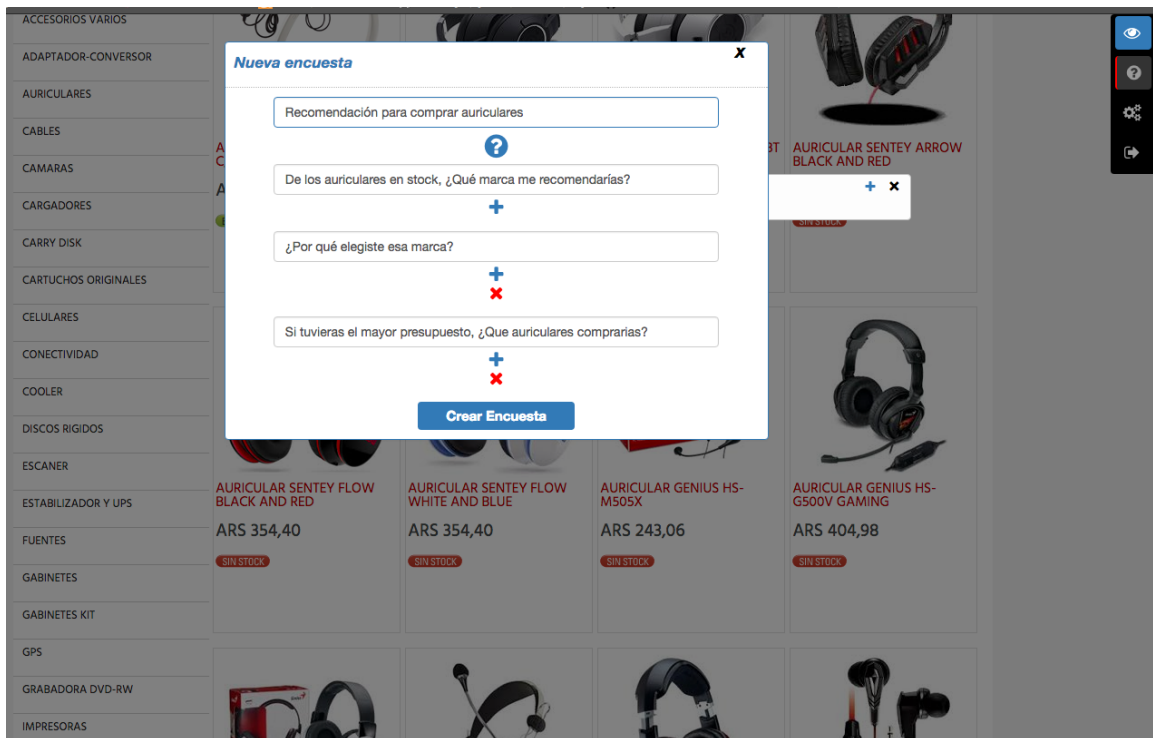 ACCESORIOS VARIOS
ADAPTADOR-CONVERSOR
AURICULARES
CABLES
CAMARAS
CARGADORES
CARRY DISK
CARTUCHOS ORIGINALES
CELULARES
CONECTIVIDAD
COOLER
DISCOS RIGIDOS
ESCANER
ESTABILIZADOR Y UPS
FUENTES
GABINETES
GABINETES KIT
GPS
GRABADORA DVD-RW
IMPRESORAS
Nueva encuesta
x
Recomendación para comprar auriculares
?
De los auriculares en stock, ¿Qué marca me recomendarías?
+
¿Por qué elegiste esa marca?
+
x
Si tuvieras el mayor presupuesto, ¿Que auriculares comprarias?
+
x
Crear Encuesta
AURICULAR SENTEY ARROW
BLACK AND RED
+ x
SIN STOCK
AURICULAR SENTEY FLOW
BLACK AND RED
ARS 354,40
SIN STOCK
AURICULAR SENTEY FLOW
WHITE AND BLUE
ARS 354,40
SIN STOCK
AURICULAR GENIUS HS-
M505X
ARS 243,06
SIN STOCK
AURICULAR GENIUS HS-
G500V GAMING
ARS 404,98
SIN STOCK